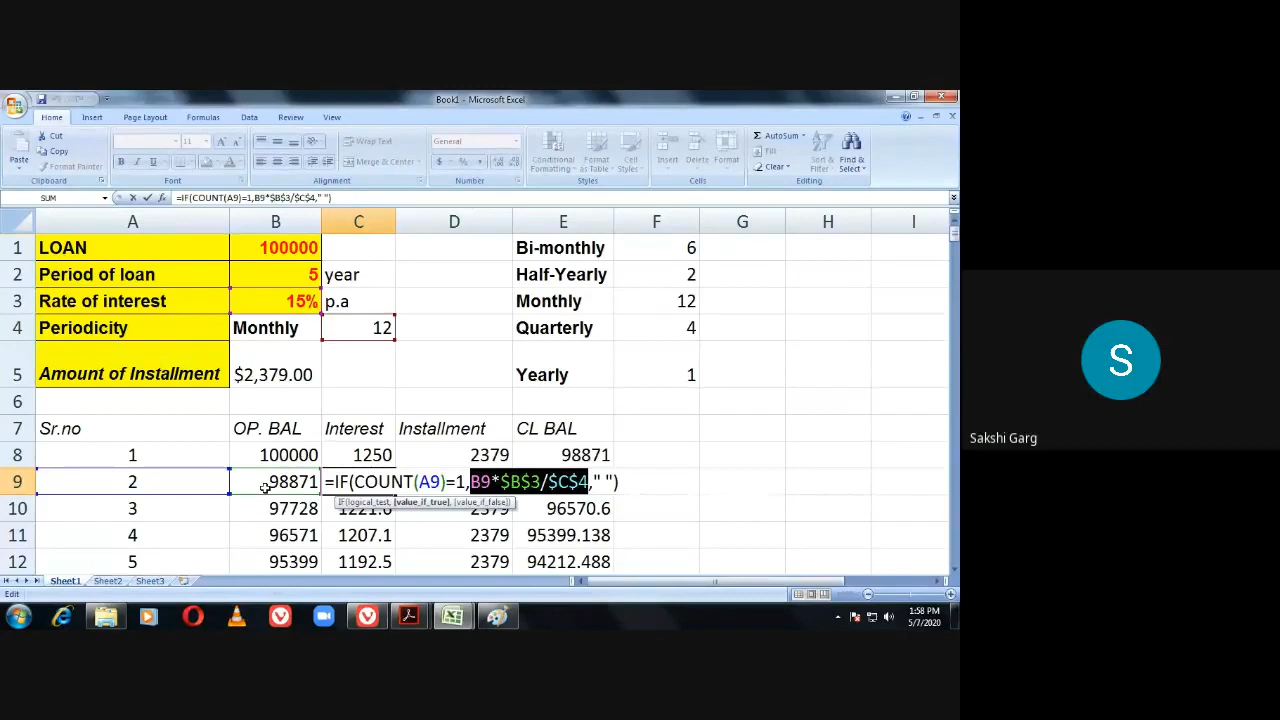 Book1 - Microsoft Excel
Home Insert Page Layout Formulas Data Review View
Paste Cut Copy Format Painter Clipboard
11 A A B I U A Font
Wrap Text Merge & Center Alignment
General $ % , Number
Conditional Formatting Format as Table Cell Styles Styles
Insert Delete Format Cells
AutoSum Fill Clear Sort & Filter Find & Select Editing
SUM fx =IF(COUNT(A9)=1,B9*$B$3/$C$4," ")
A B C D E F G H I
1 LOAN 100000 Bi-monthly 6
2 Period of loan 5 year Half-Yearly 2
3 Rate of interest 15% p.a Monthly 12
4 Periodicity Monthly 12 Quarterly 4
5 Amount of Installment $2,379.00 Yearly 1
6
7 Sr.no OP. BAL Interest Installment CL BAL
8 1 100000 1250 2379 98871
9 2 98871 =IF(COUNT(A9)=1,B9*$B$3/$C$4," ")
IF(logical_test, [value_if_true], [value_if_false])
10 3 97728 2379 96570.6
11 4 96571 1207.1 2379 95399.138
12 5 95399 1192.5 2379 94212.488
Sheet1 Sheet2 Sheet3
Edit
1:58 PM
5/7/2020
S
Sakshi Garg